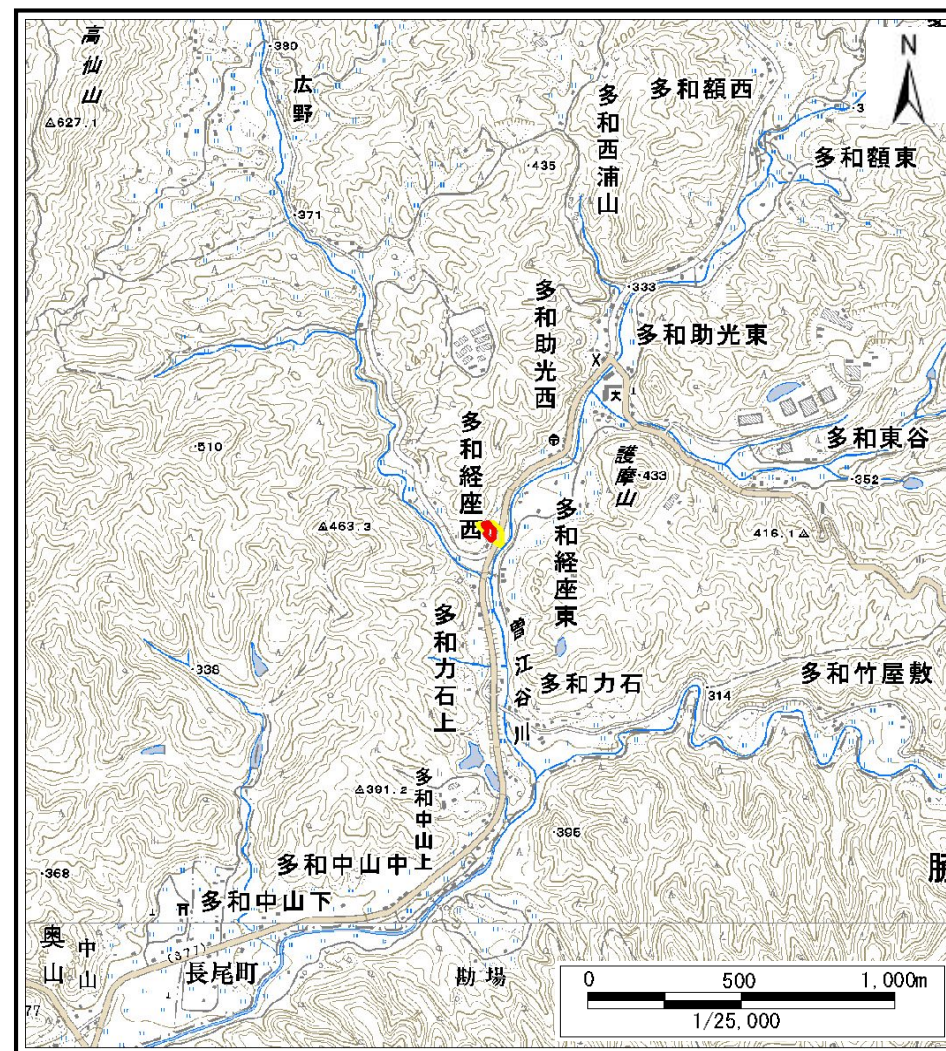 高仙山
△627.1
・380
広野
N
多和西浦山
多和額西
多和額東
・435
・371
・333
多和助光西
多和助光東
多和経座西
・510
△463.3
護摩山
・433
多和東谷
・352
416.1△
多和経座東
350
400
多和力石上
曽江谷川
多和力石
多和竹屋敷
・314
・338
△391.2
多和中山上
・395
多和中山中
・368
多和中山下
奥山
中山
(377)
長尾町
勘場
77
0 500 1,000m
1/25,000